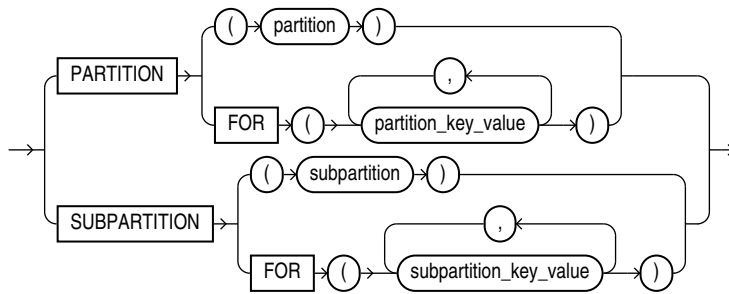 ( partition )
PARTITION
,
FOR ( partition_key_value )
( subpartition )
SUBPARTITION
,
FOR ( subpartition_key_value )